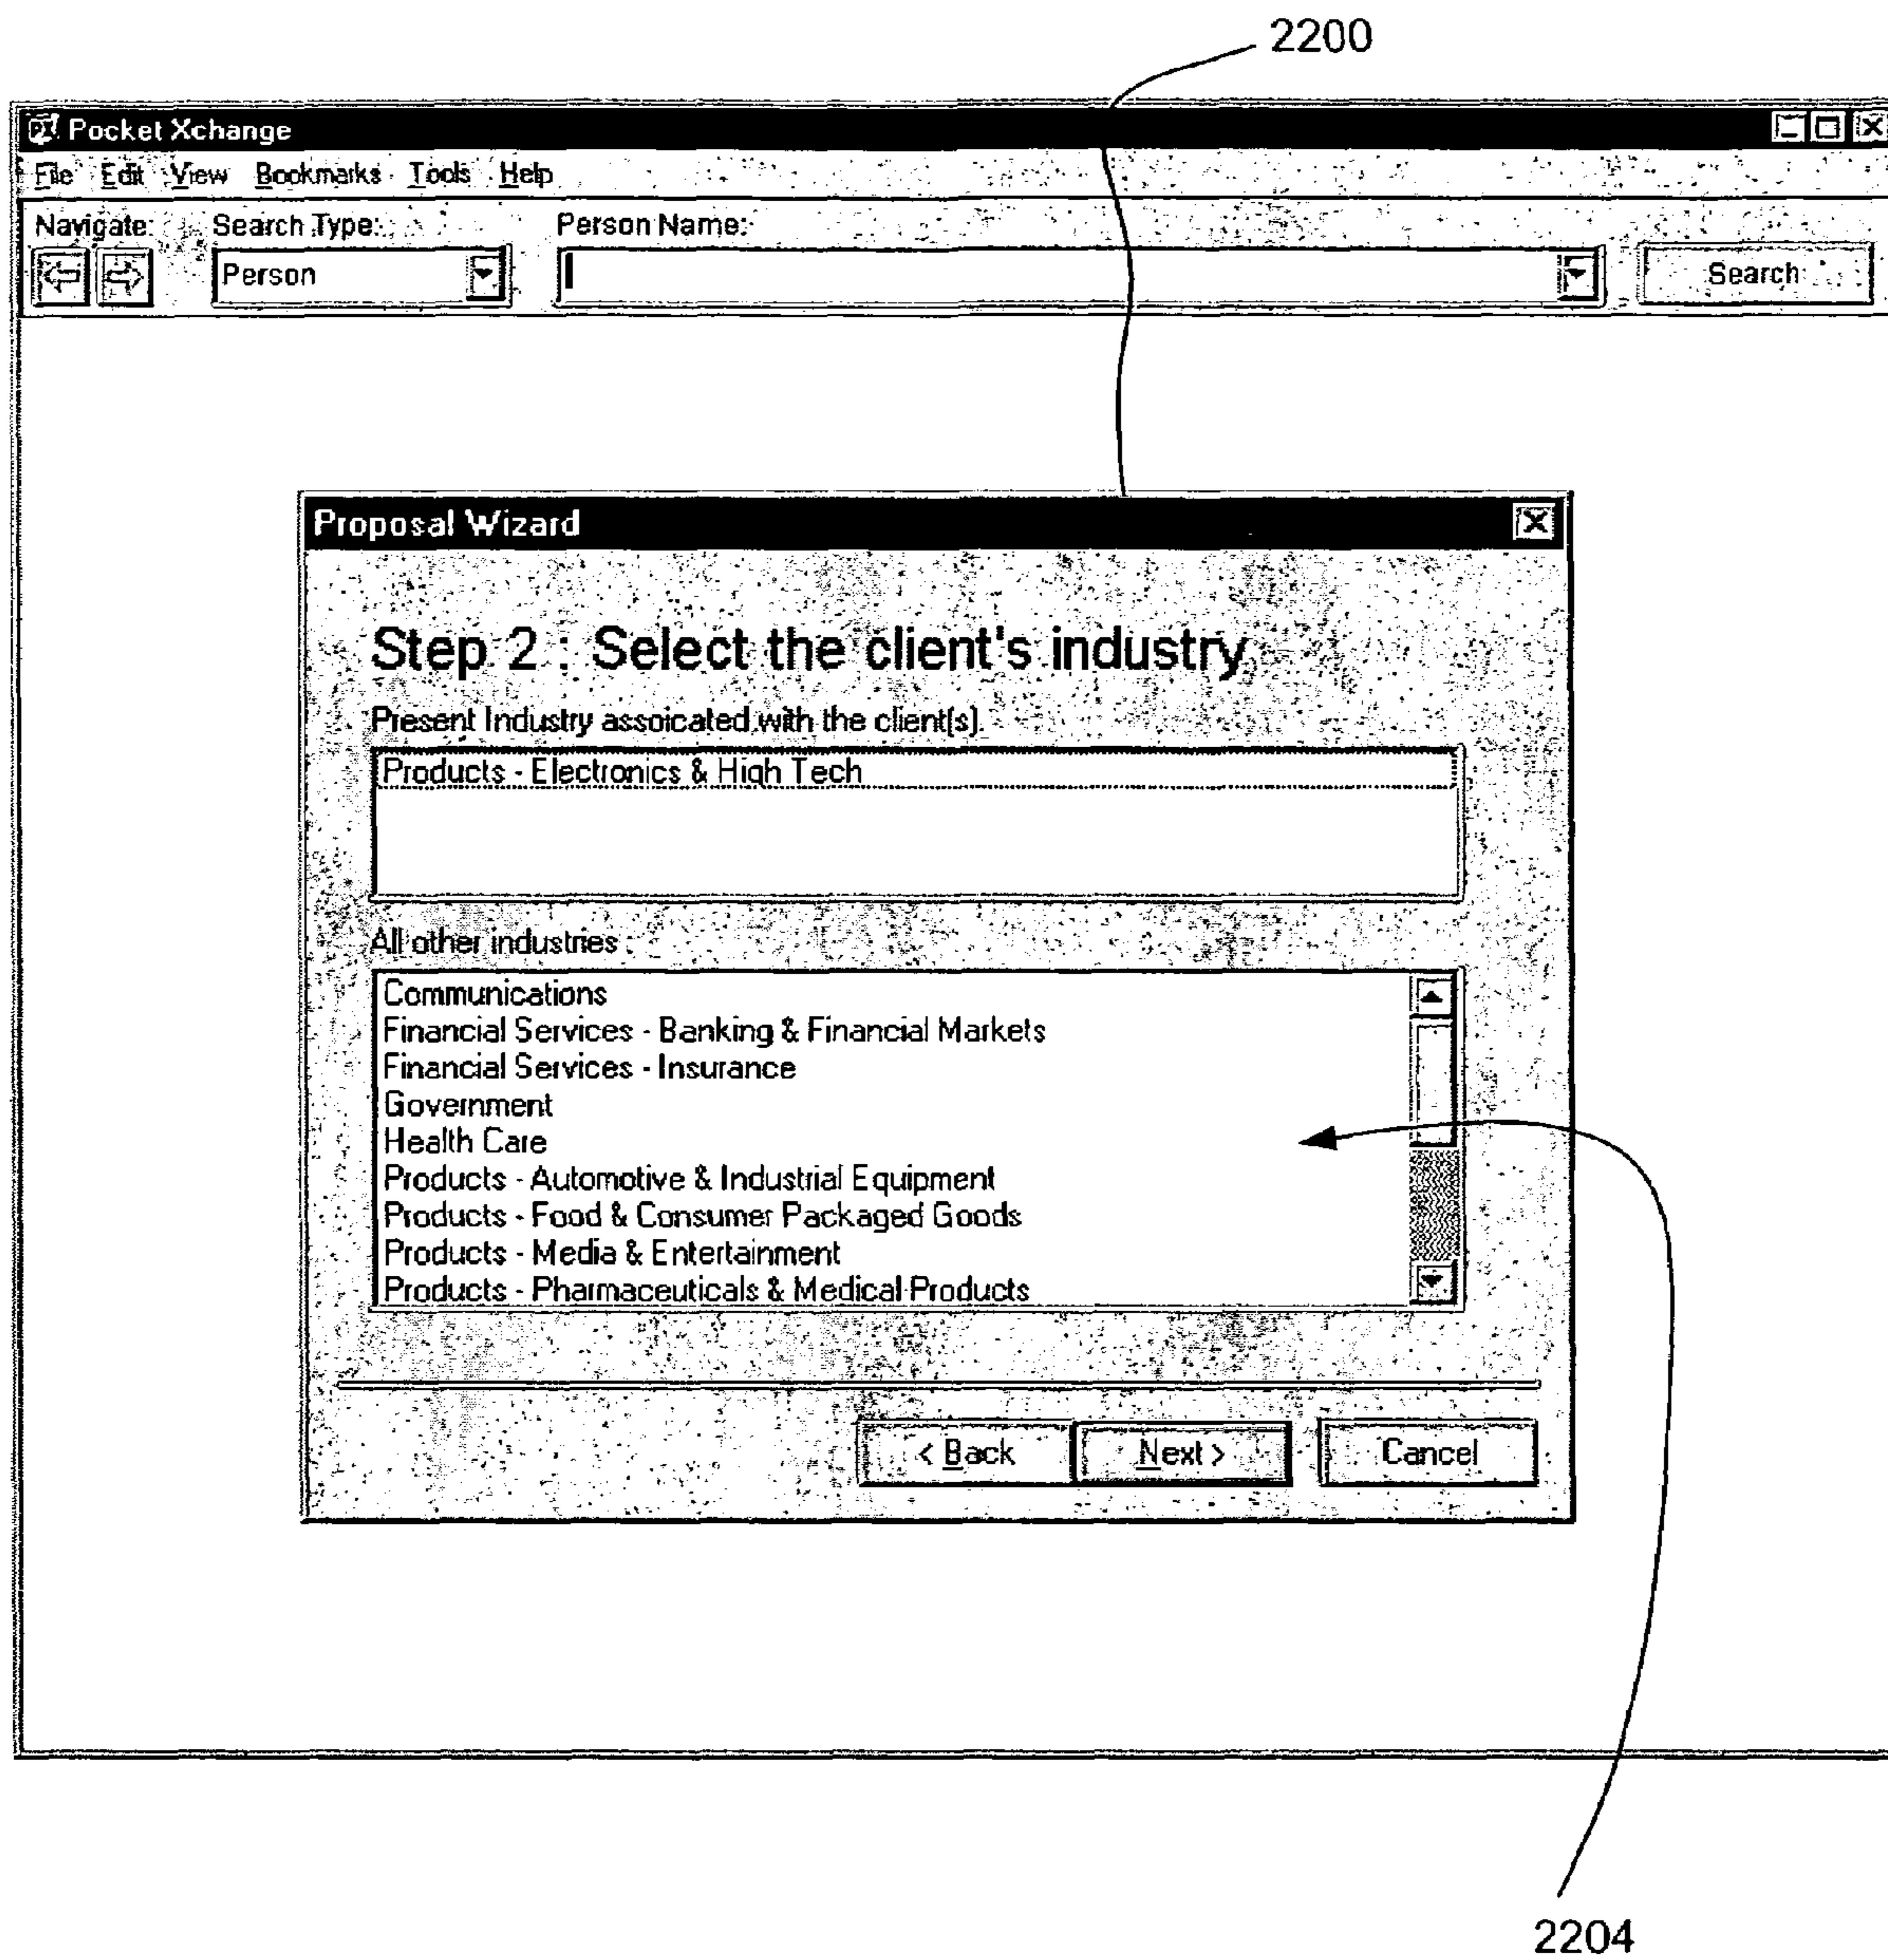 2200
Pocket Xchange
File Edit View Bookmarks Tools Help
Navigate: Search Type: Person Name:
Person Search
Proposal Wizard
Step 2 : Select the client's industry
Present Industry assoicated with the client(s)
Products - Electronics & High Tech
All other industries :
Communications
Financial Services - Banking & Financial Markets
Financial Services - Insurance
Government
Health Care
Products - Automotive & Industrial Equipment
Products - Food & Consumer Packaged Goods
Products - Media & Entertainment
Products - Pharmaceuticals & Medical Products
< Back Next > Cancel
2204